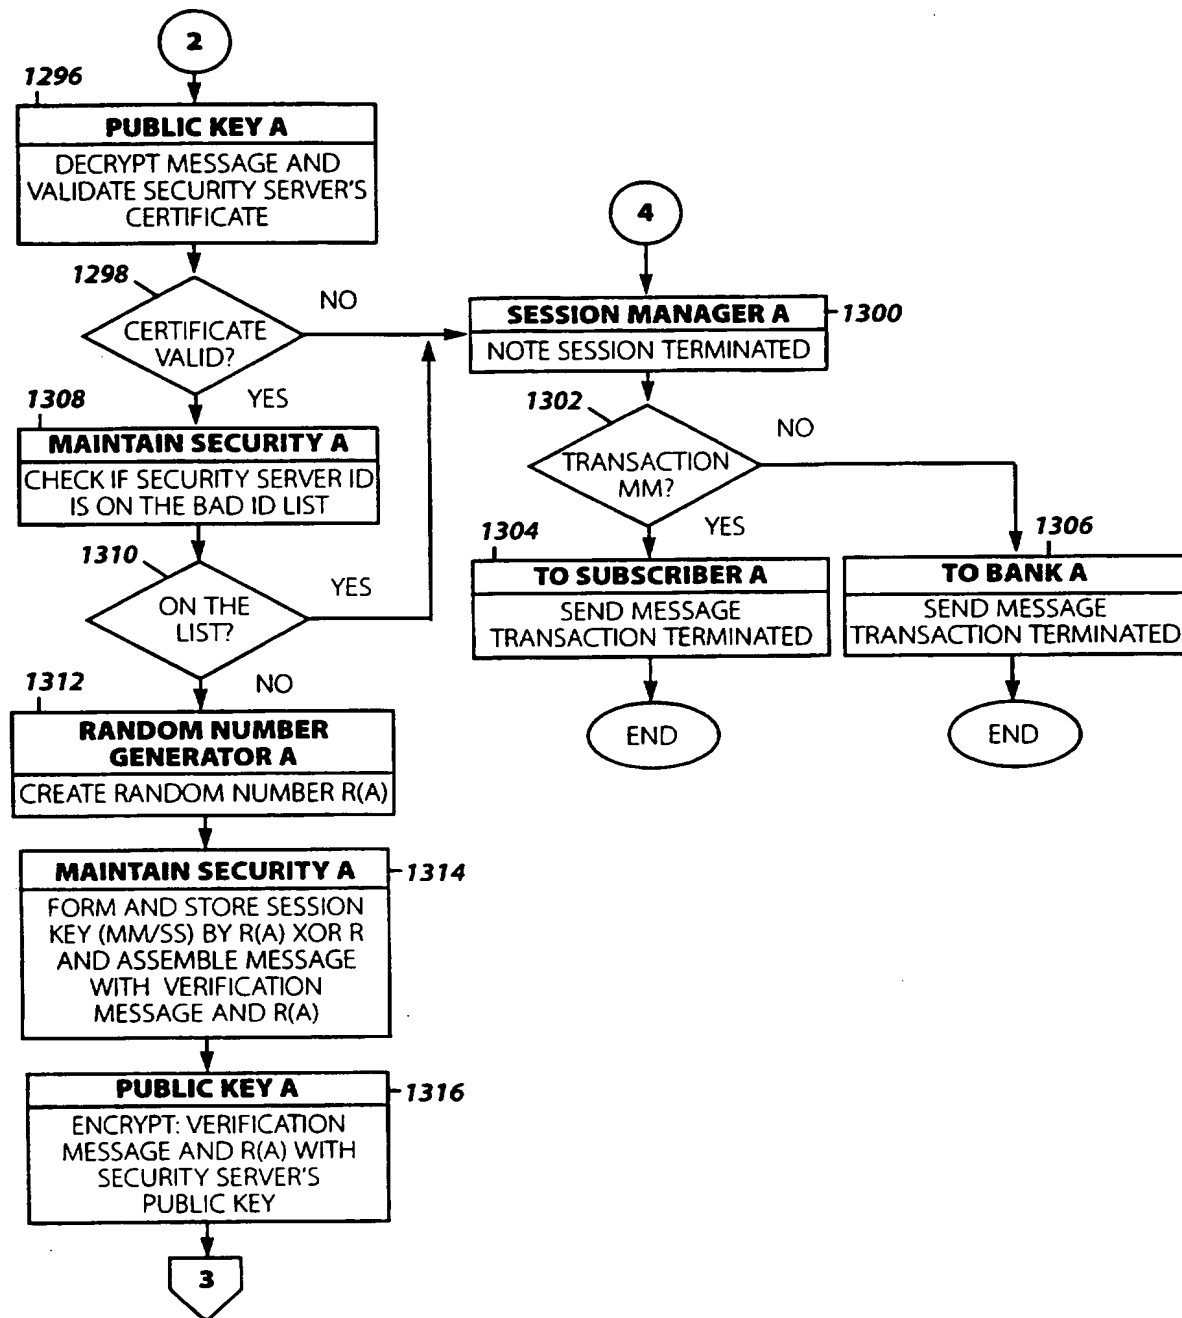 2
1296
PUBLIC KEY A
DECRYPT MESSAGE AND
VALIDATE SECURITY SERVER'S
CERTIFICATE
1298
CERTIFICATE
VALID?
NO
YES
1308
MAINTAIN SECURITY A
CHECK IF SECURITY SERVER ID
IS ON THE BAD ID LIST
1310
ON THE
LIST?
YES
NO
1312
RANDOM NUMBER
GENERATOR A
CREATE RANDOM NUMBER R(A)
MAINTAIN SECURITY A
1314
FORM AND STORE SESSION
KEY (MM/SS) BY R(A) XOR R
AND ASSEMBLE MESSAGE
WITH VERIFICATION
MESSAGE AND R(A)
PUBLIC KEY A
1316
ENCRYPT: VERIFICATION
MESSAGE AND R(A) WITH
SECURITY SERVER'S
PUBLIC KEY
3
4
SESSION MANAGER A
1300
NOTE SESSION TERMINATED
1302
TRANSACTION
MM?
NO
YES
1304
TO SUBSCRIBER A
SEND MESSAGE
TRANSACTION TERMINATED
END
1306
TO BANK A
SEND MESSAGE
TRANSACTION TERMINATED
END